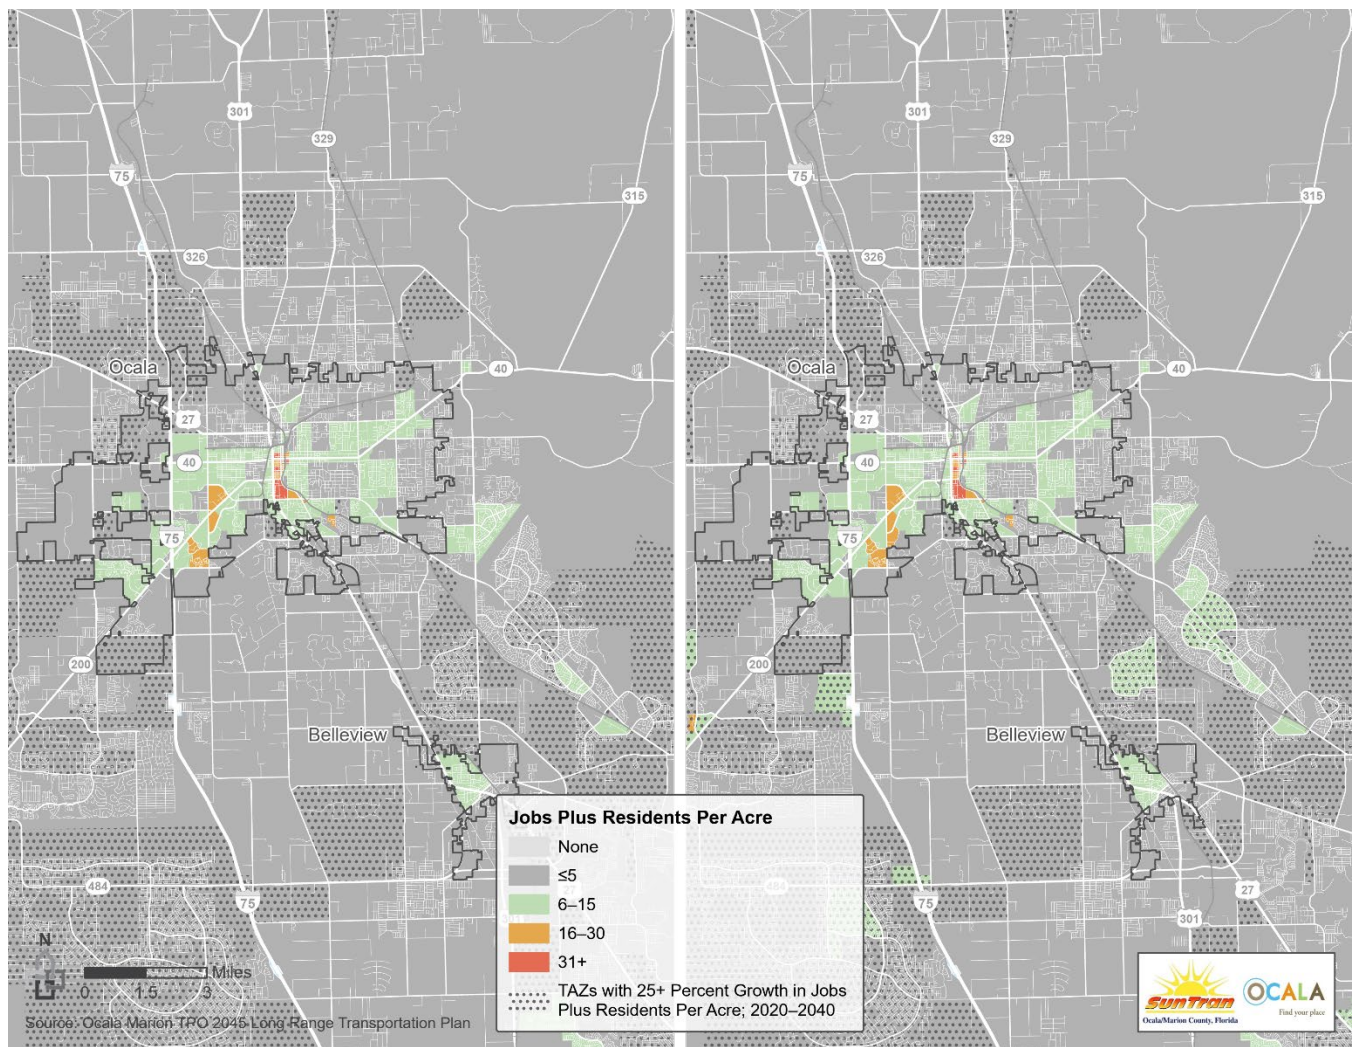 301
329
75
315
326
Ocala
40
27
40
75
200
Belleview
484
75
27
N
Miles
0 1.5 3
Source: Ocala Marion TPO 2045 Long Range Transportation Plan
301
329
75
315
326
Ocala
40
27
40
75
200
Belleview
484
75
27
301
Jobs Plus Residents Per Acre
None
≤5
6–15
16–30
31+
TAZs with 25+ Percent Growth in Jobs
Plus Residents Per Acre; 2020–2040
SunTran
Ocala/Marion County, Florida
OCALA
Find your place